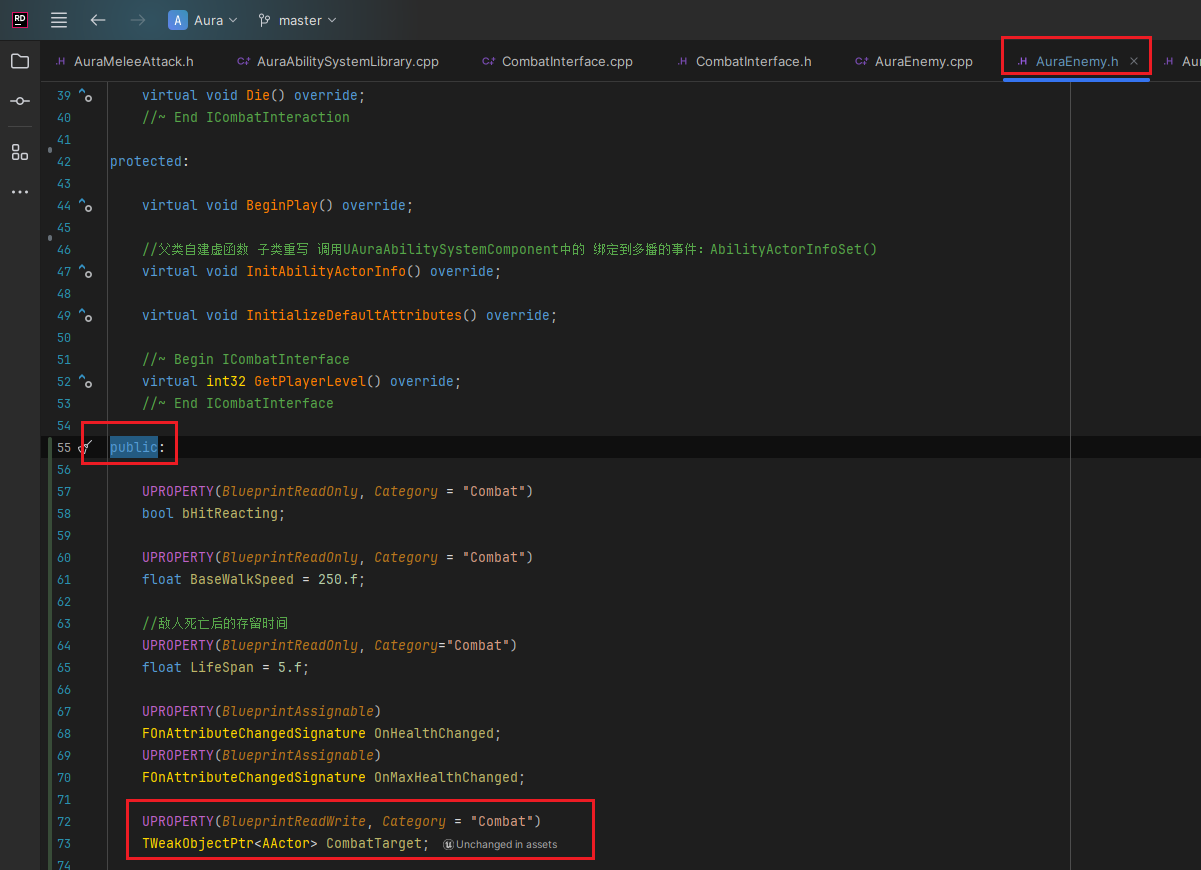 RD A Aura master
AuraMeleeAttack.h AuraAbilitySystemLibrary.cpp CombatInterface.cpp CombatInterface.h AuraEnemy.cpp AuraEnemy.h × Au
39 virtual void Die() override;
40 //~ End ICombatInteraction
41
42 protected:
43
44 virtual void BeginPlay() override;
45
46 //父类自建虚函数 子类重写 调用UAuraAbilitySystemComponent中的 绑定到多播的事件: AbilityActorInfoSet()
47 virtual void InitAbilityActorInfo() override;
48
49 virtual void InitializeDefaultAttributes() override;
50
51 //~ Begin ICombatInterface
52 virtual int32 GetPlayerLevel() override;
53 //~ End ICombatInterface
54
55 public:
56
57 UPROPERTY(BlueprintReadOnly, Category = "Combat")
58 bool bHitReacting;
59
60 UPROPERTY(BlueprintReadOnly, Category = "Combat")
61 float BaseWalkSpeed = 250.f;
62
63 //敌人死亡后的存留时间
64 UPROPERTY(BlueprintReadOnly, Category="Combat")
65 float LifeSpan = 5.f;
66
67 UPROPERTY(BlueprintAssignable)
68 FOnAttributeChangedSignature OnHealthChanged;
69 UPROPERTY(BlueprintAssignable)
70 FOnAttributeChangedSignature OnMaxHealthChanged;
71
72 UPROPERTY(BlueprintReadWrite, Category = "Combat")
73 TWeakObjectPtr<AActor> CombatTarget; Unchanged in assets
74